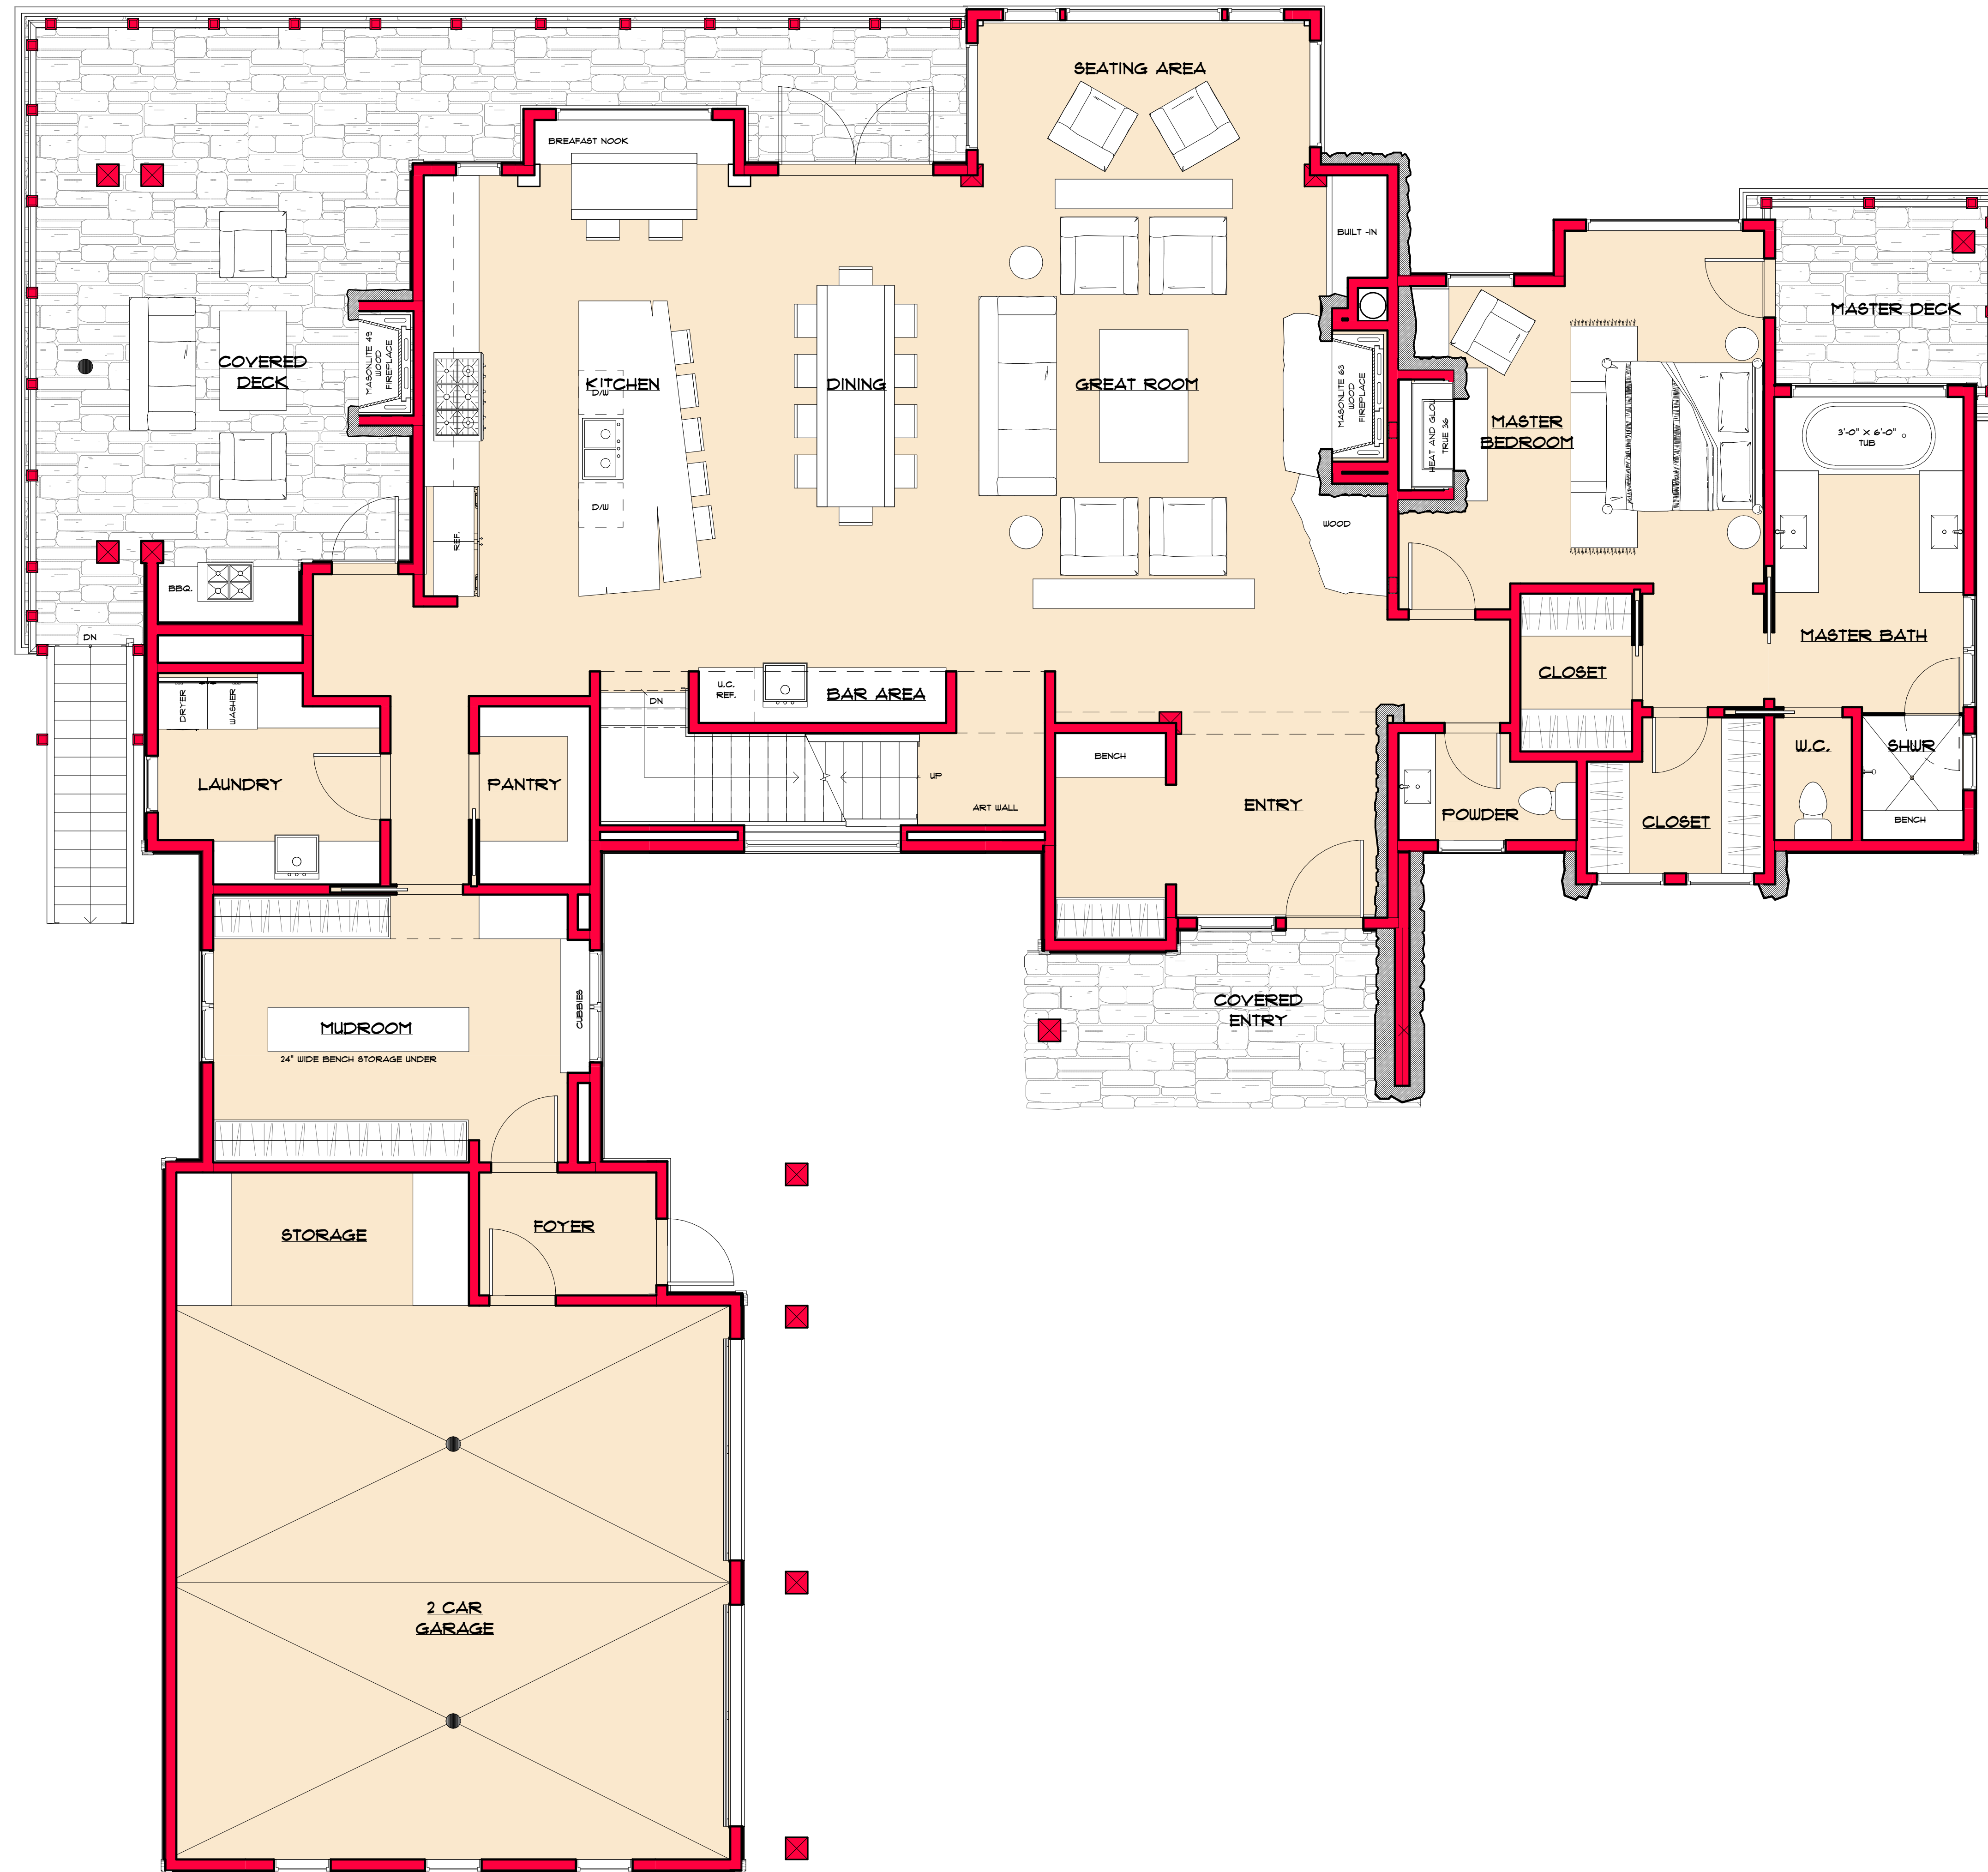 SEATING AREA
BREAFAST NOOK
BUILT -IN
MASTER DECK
COVERED
DECK
MASONLITE 49
WOOD
FIREPLACE
KITCHEN
D/W
D/W
DINING
GREAT ROOM
MASONLITE 63
WOOD
FIREPLACE
HEAT AND GLOW
TRUE 36
MASTER
BEDROOM
3'-0" X 6'-0"
TUB
REF.
WOOD
BBQ.
DN
MASTER BATH
CLOSET
DRYER
WASHER
DN
U.C.
REF.
BAR AREA
LAUNDRY
PANTRY
UP
ART WALL
BENCH
ENTRY
POWDER
CLOSET
W.C.
SHWR
BENCH
CUBBIES
MUDROOM
24" WIDE BENCH STORAGE UNDER
COVERED
ENTRY
STORAGE
FOYER
2 CAR
GARAGE